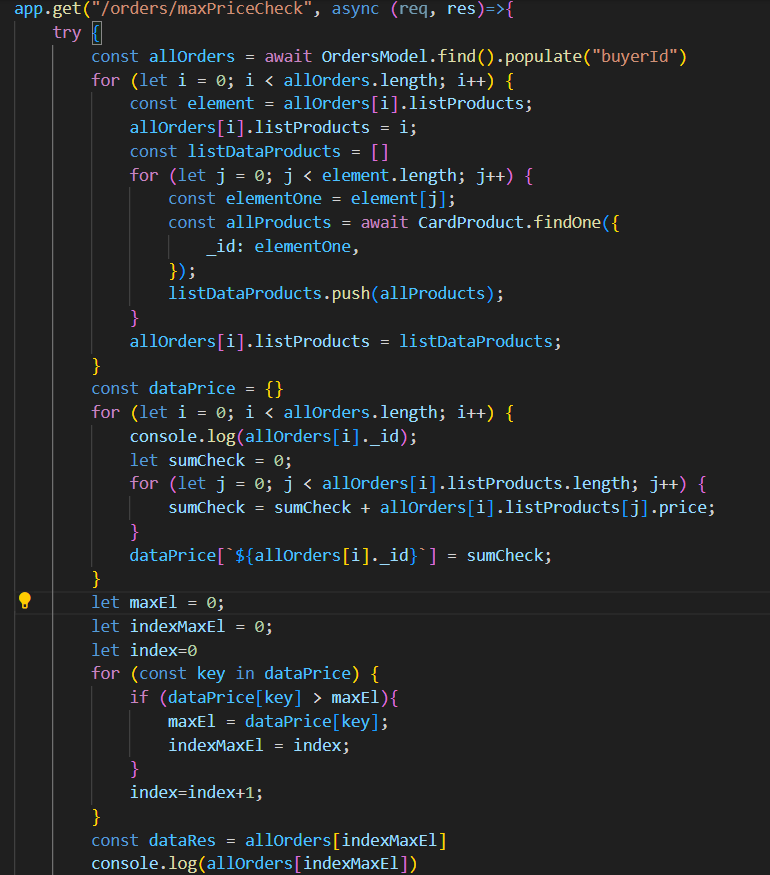 app.get("/orders/maxPriceCheck", async (req, res)=>{
    try {
        const allOrders = await OrdersModel.find().populate("buyerId")
        for (let i = 0; i < allOrders.length; i++) {
            const element = allOrders[i].listProducts;
            allOrders[i].listProducts = i;
            const listDataProducts = []
            for (let j = 0; j < element.length; j++) {
                const elementOne = element[j];
                const allProducts = await CardProduct.findOne({
                    _id: elementOne,
                });
                listDataProducts.push(allProducts);
            }
            allOrders[i].listProducts = listDataProducts;
        }
        const dataPrice = {}
        for (let i = 0; i < allOrders.length; i++) {
            console.log(allOrders[i]._id);
            let sumCheck = 0;
            for (let j = 0; j < allOrders[i].listProducts.length; j++) {
                sumCheck = sumCheck + allOrders[i].listProducts[j].price;
            }
            dataPrice[`${allOrders[i]._id}`] = sumCheck;
        }
        let maxEl = 0;
        let indexMaxEl = 0;
        let index=0
        for (const key in dataPrice) {
            if (dataPrice[key] > maxEl){
                maxEl = dataPrice[key];
                indexMaxEl = index;
            }
            index=index+1;
        }
        const dataRes = allOrders[indexMaxEl]
        console.log(allOrders[indexMaxEl])